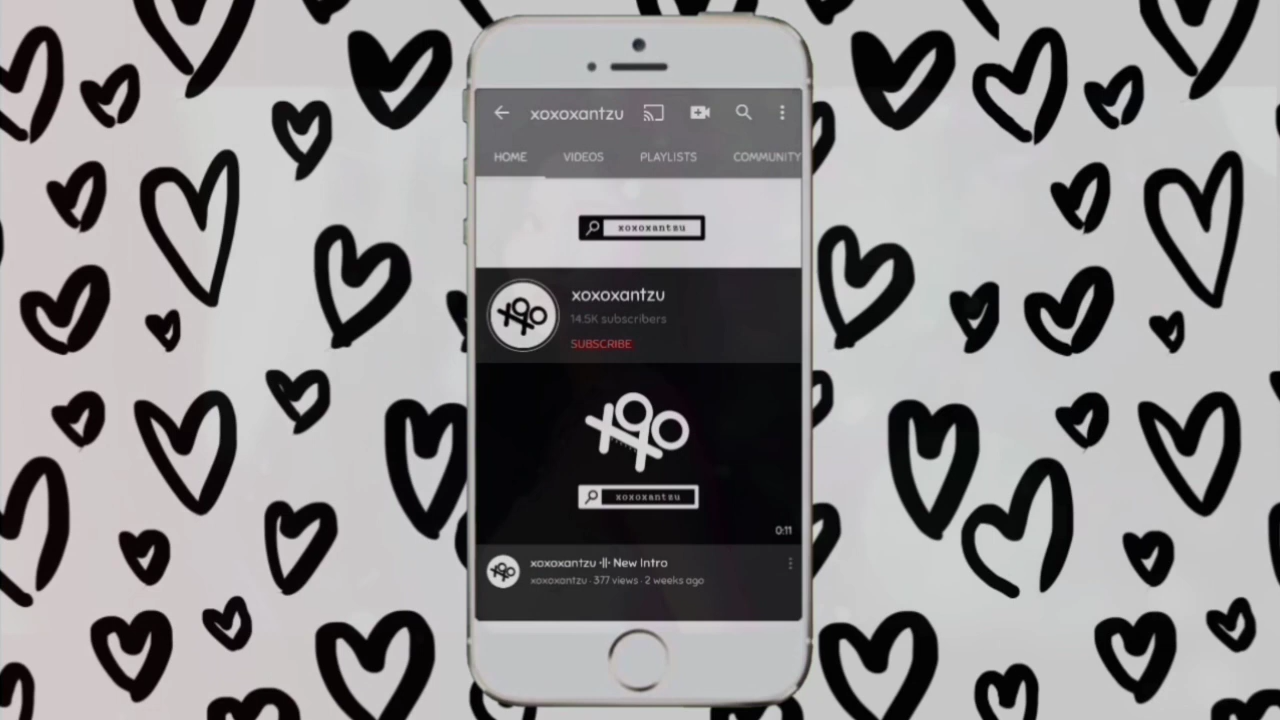 xoxoxantzu
HOME VIDEOS PLAYLISTS COMMUNITY
xoxoxantzu
xoxoxantzu
14.5K subscribers
SUBSCRIBE
xoxoxantzu
0:11
xoxoxantzu -||- New Intro
xoxoxantzu · 377 views · 2 weeks ago